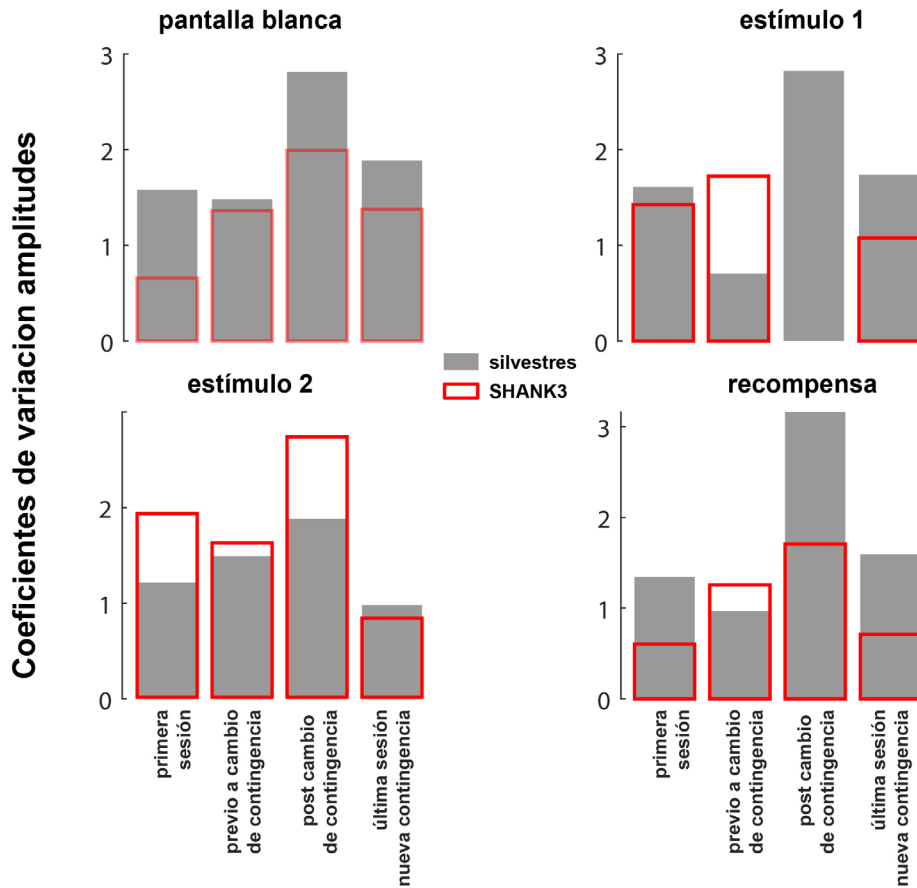 pantalla blanca
estímulo 1
Coeficientes de variacion amplitudes
3
2
1
0
3
2
1
0
silvestres
SHANK3
estímulo 2
recompensa
2
1
0
3
2
1
0
primera
sesión
previo a cambio
de contingencia
post cambio
de contingencia
última sesión
nueva contingencia
primera
sesión
previo a cambio
de contingencia
post cambio
de contingencia
última sesión
nueva contingencia